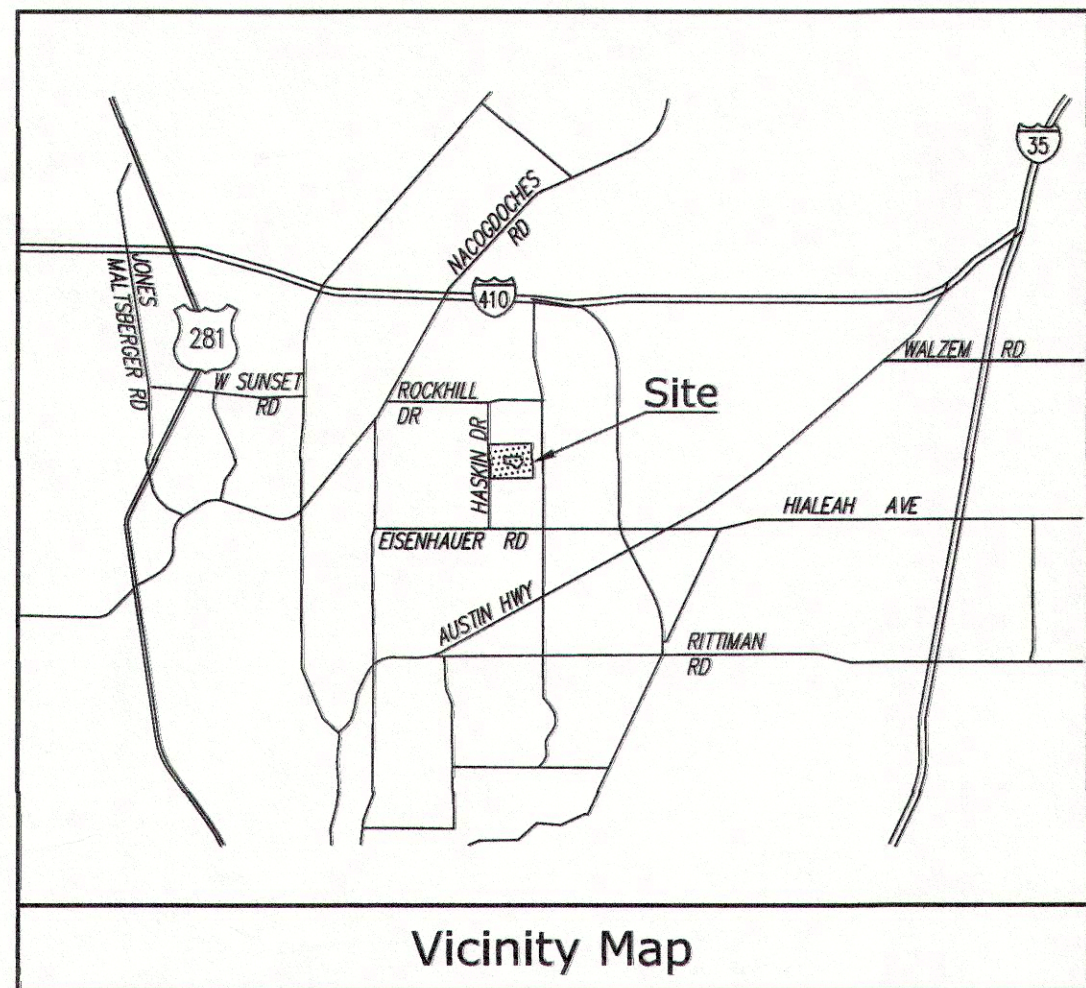 35
NACOGDOCHES
RD
JONES
MALTSBERGER RD
410
281
WALZEM RD
W SUNSET
RD
ROCKHILL
DR
Site
HASKIN DR
HIALEAH AVE
EISENHAUER RD
AUSTIN HWY
RITTIMAN
RD
Vicinity Map